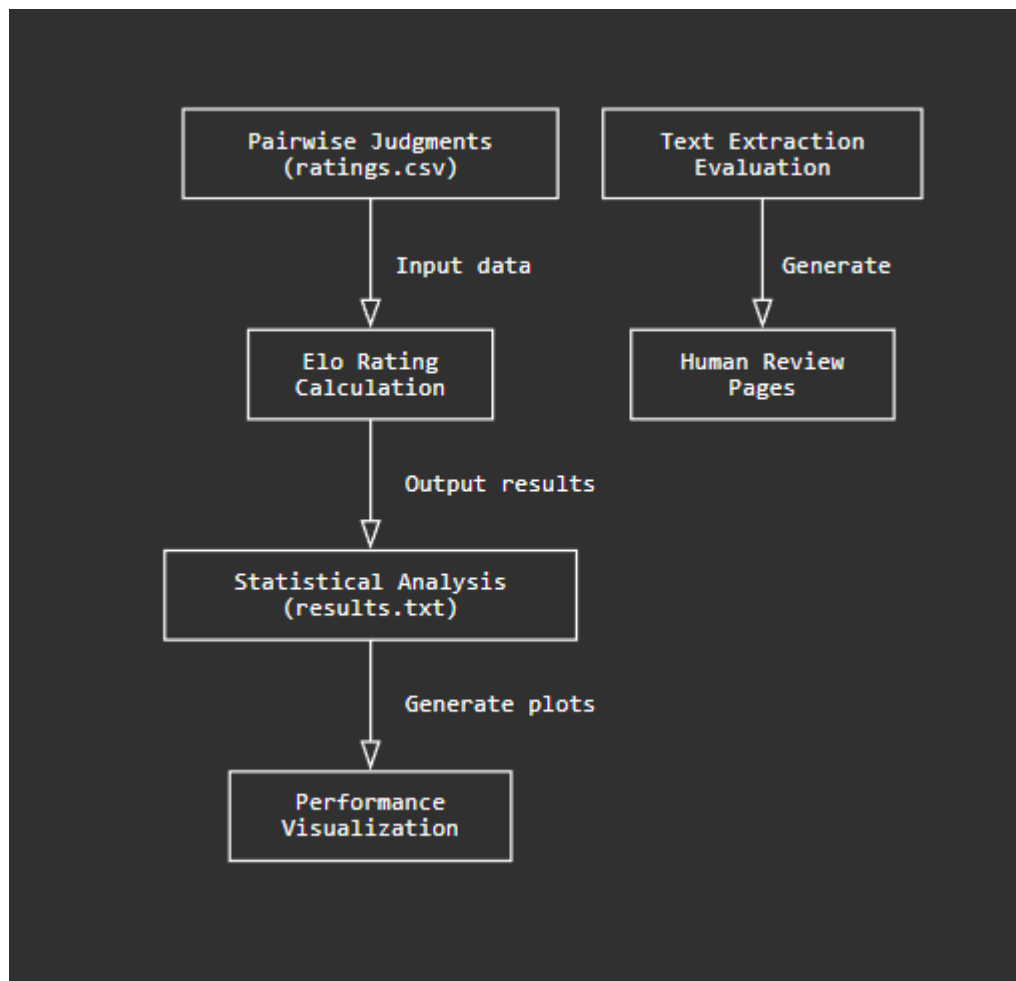 Pairwise Judgments
(ratings.csv)
Text Extraction
Evaluation
Input data
Generate
Elo Rating
Calculation
Human Review
Pages
Output results
Statistical Analysis
(results.txt)
Generate plots
Performance
Visualization